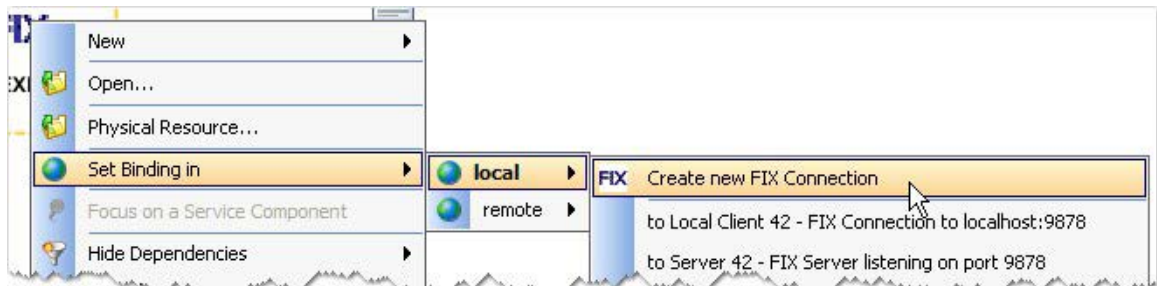 FIX
EXI
New
Open...
Physical Resource...
Set Binding in
local
FIX Create new FIX Connection
Focus on a Service Component
remote
to Local Client 42 - FIX Connection to localhost:9878
Hide Dependencies
to Server 42 - FIX Server listening on port 9878